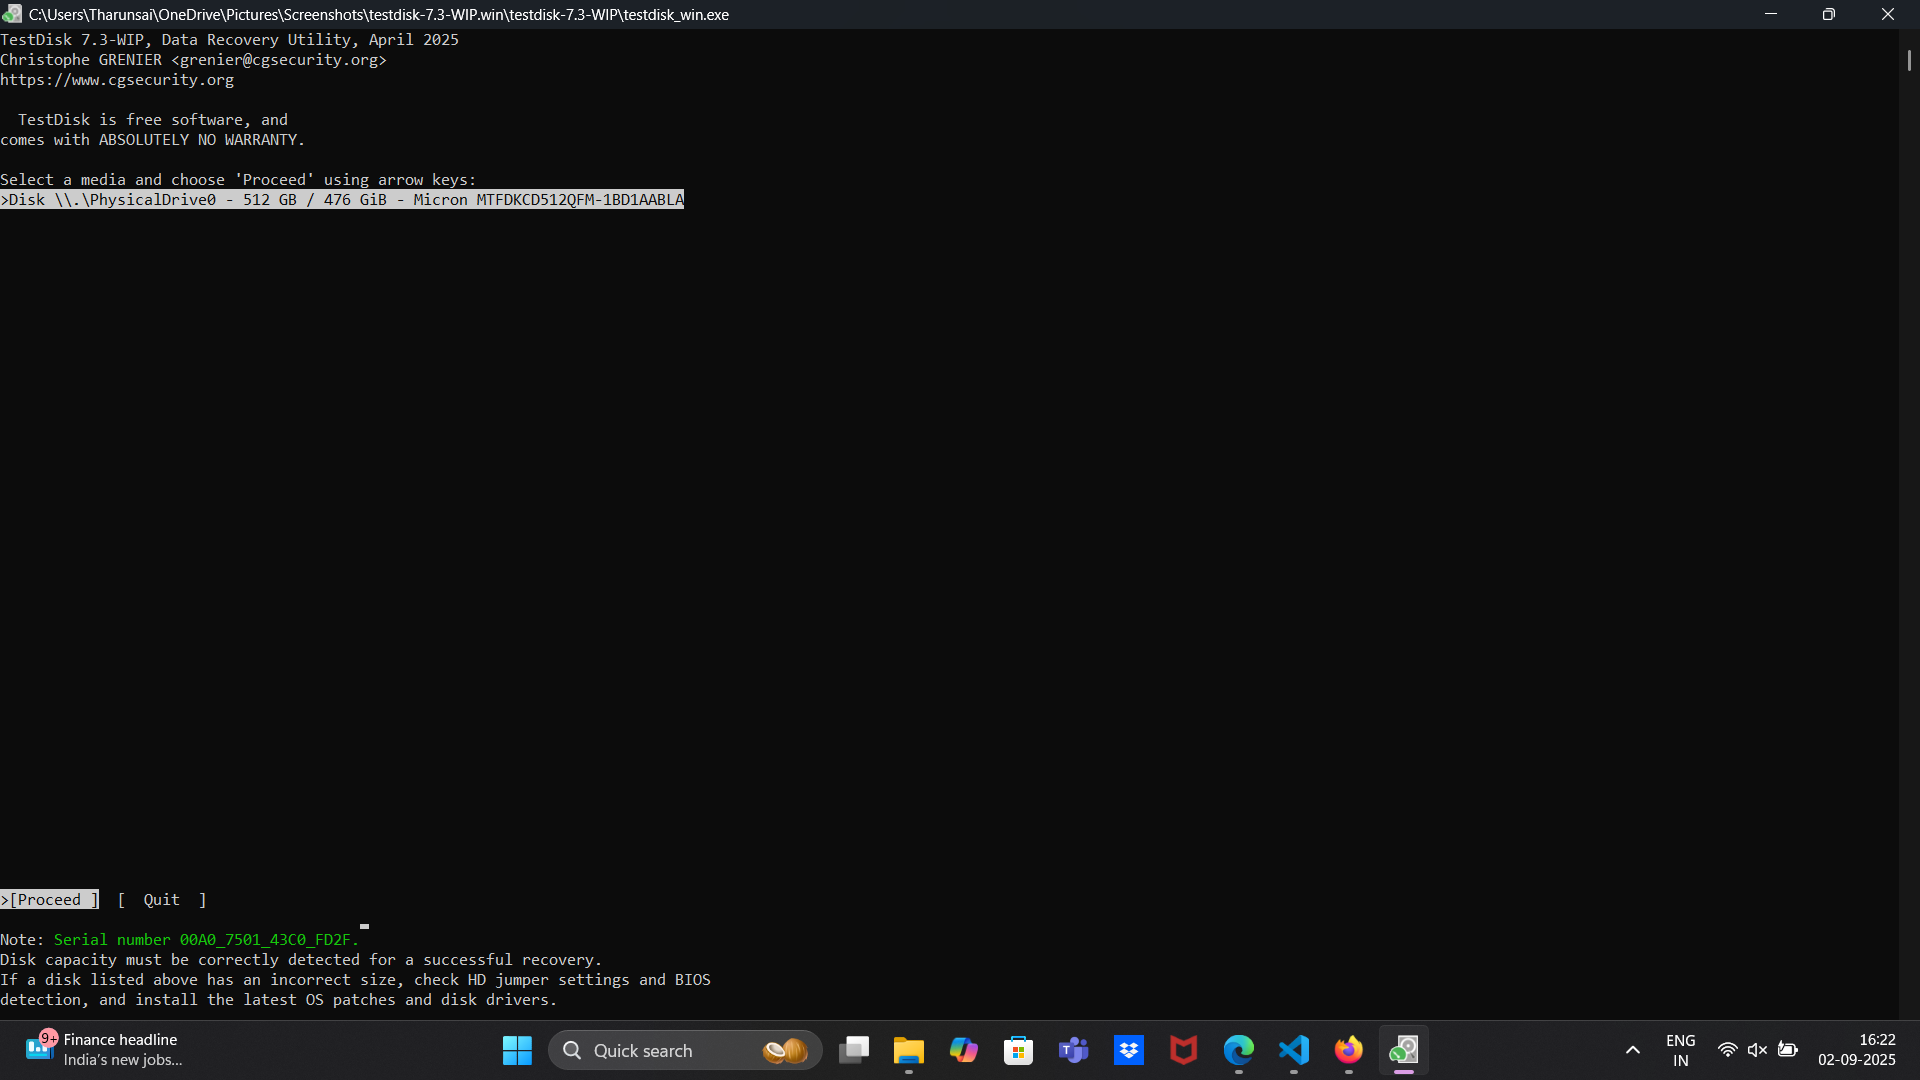 C:\Users\Tharunsai\OneDrive\Pictures\Screenshots\testdisk-7.3-WIP.win\testdisk-7.3-WIP\testdisk_win.exe
TestDisk 7.3-WIP, Data Recovery Utility, April 2025
Christophe GRENIER <grenier@cgsecurity.org>
https://www.cgsecurity.org
TestDisk is free software, and
comes with ABSOLUTELY NO WARRANTY.
Select a media and choose 'Proceed' using arrow keys:
>Disk \\.\PhysicalDrive0 - 512 GB / 476 GiB - Micron MTFDKCD512QFM-1BD1AABLA
>[Proceed ]  [  Quit  ]
Note: Serial number 00A0_7501_43C0_FD2F.
Disk capacity must be correctly detected for a successful recovery.
If a disk listed above has an incorrect size, check HD jumper settings and BIOS
detection, and install the latest OS patches and disk drivers.
9+
Finance headline
India's new jobs...
Quick search
ENG
IN
16:22
02-09-2025